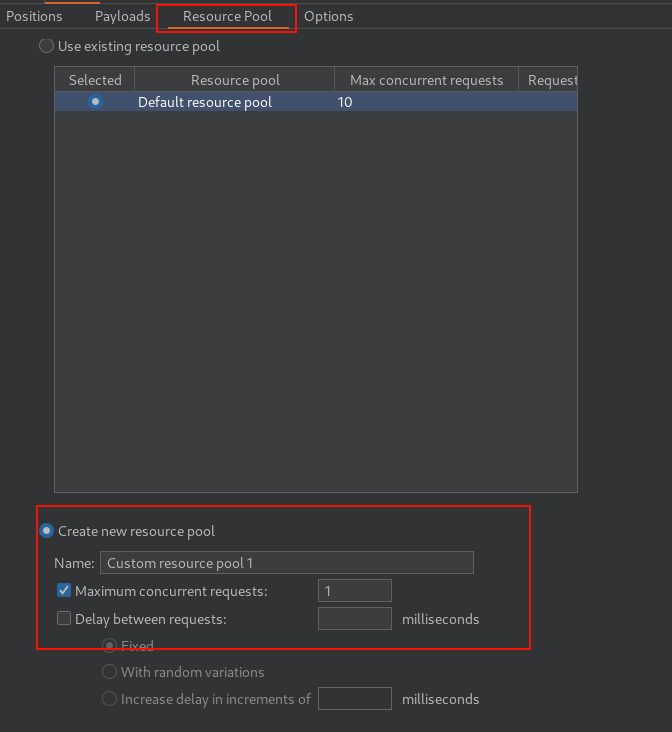 Positions Payloads Resource Pool Options
Use existing resource pool
Selected Resource pool Max concurrent requests Request
Default resource pool 10
Create new resource pool
Name: Custom resource pool 1
Maximum concurrent requests: 1
Delay between requests: milliseconds
Fixed
With random variations
Increase delay in increments of milliseconds